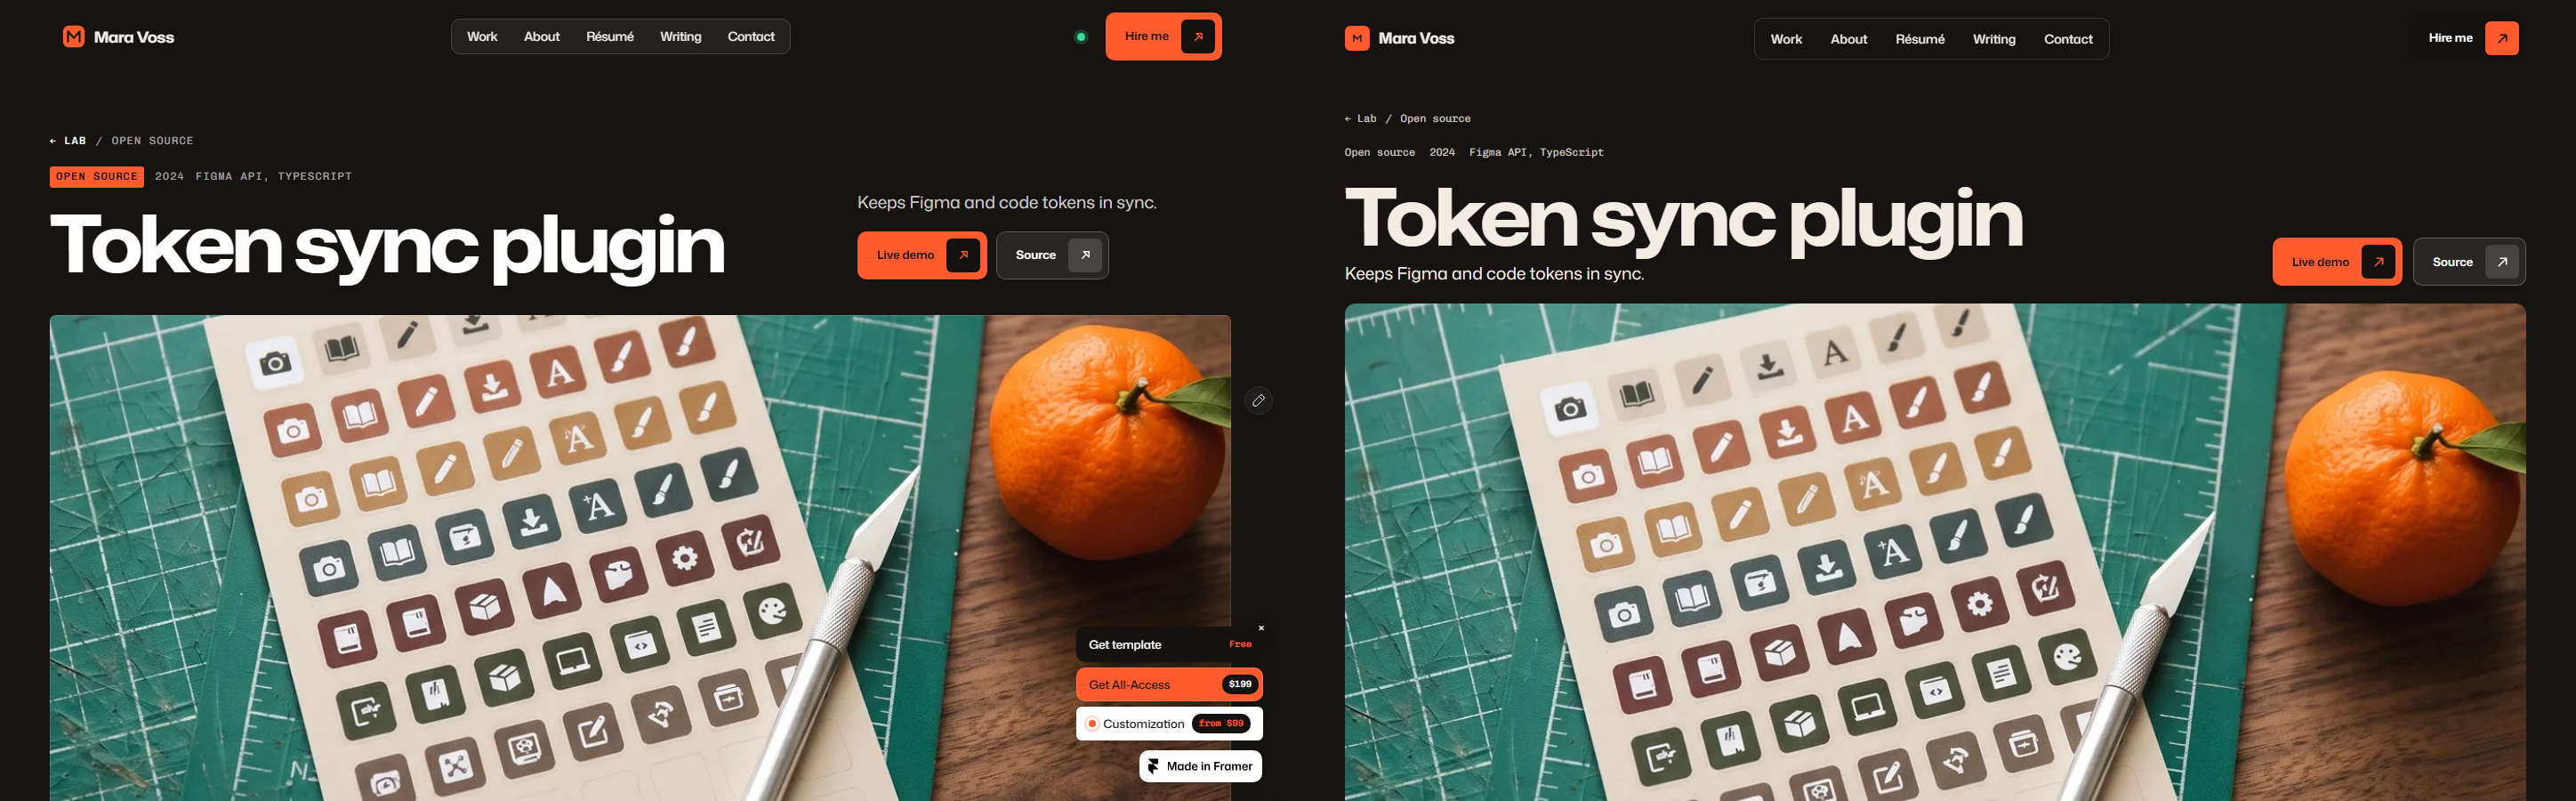 Mara Voss
Work About Résumé Writing Contact
Hire me
← LAB / OPEN SOURCE
OPEN SOURCE 2024 FIGMA API, TYPESCRIPT
Token sync plugin
Keeps Figma and code tokens in sync.
Live demo
Source
Get template Free
Get All-Access $199
Customization from $99
Made in Framer
Mara Voss
Work About Résumé Writing Contact
Hire me
← Lab / Open source
Open source 2024 Figma API, TypeScript
Token sync plugin
Keeps Figma and code tokens in sync.
Live demo
Source